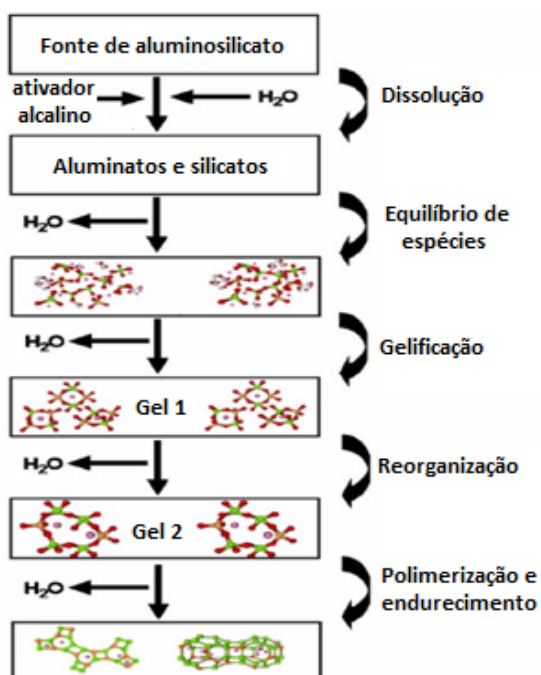 Fonte de aluminosilicato
ativador
alcalino
H₂O
Dissolução
Aluminatos e silicatos
H₂O
Equilíbrio de
espécies
H₂O
Gelificação
Gel 1
H₂O
Reorganização
Gel 2
H₂O
Polimerização e
endurecimento